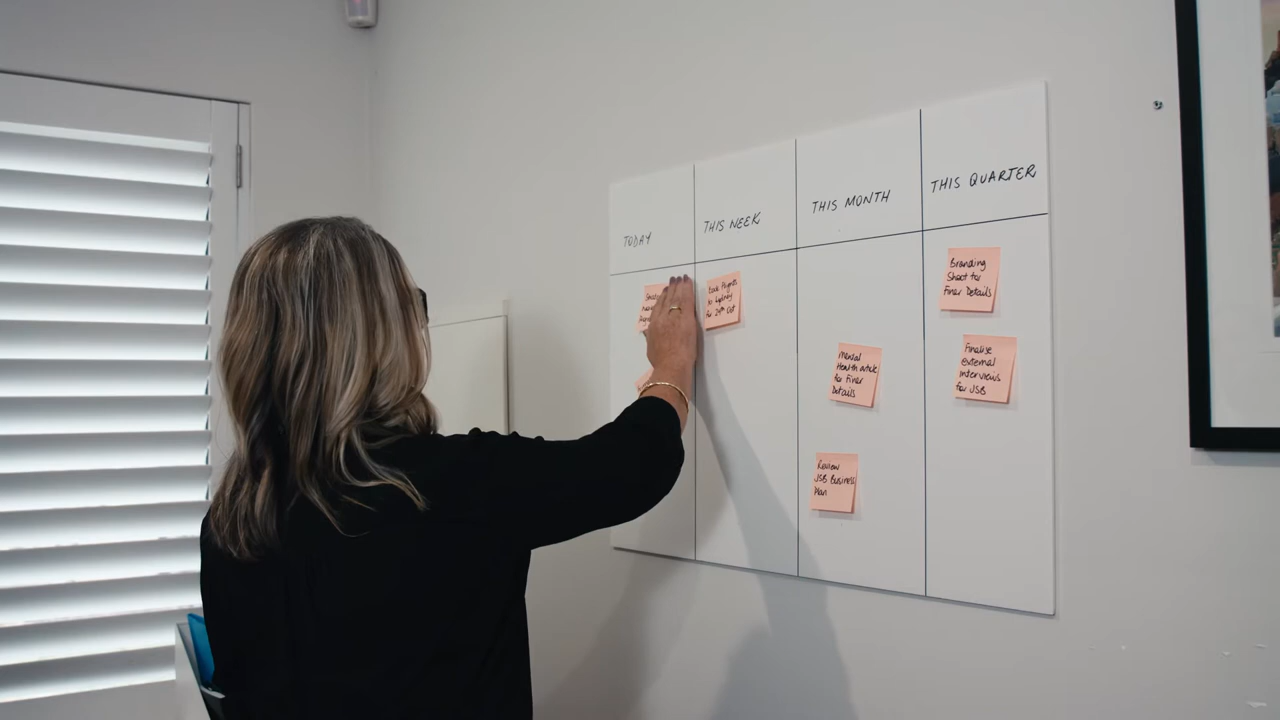 TODAY
THIS WEEK
THIS MONTH
THIS QUARTER
Book Flights
to Sydney
for 24th Oct
Mental
Health article
for Finer
Details
Review
JSB Business
Plan
Branding
Shoot for
Finer Details
Finalise
external
interviews
for JSB